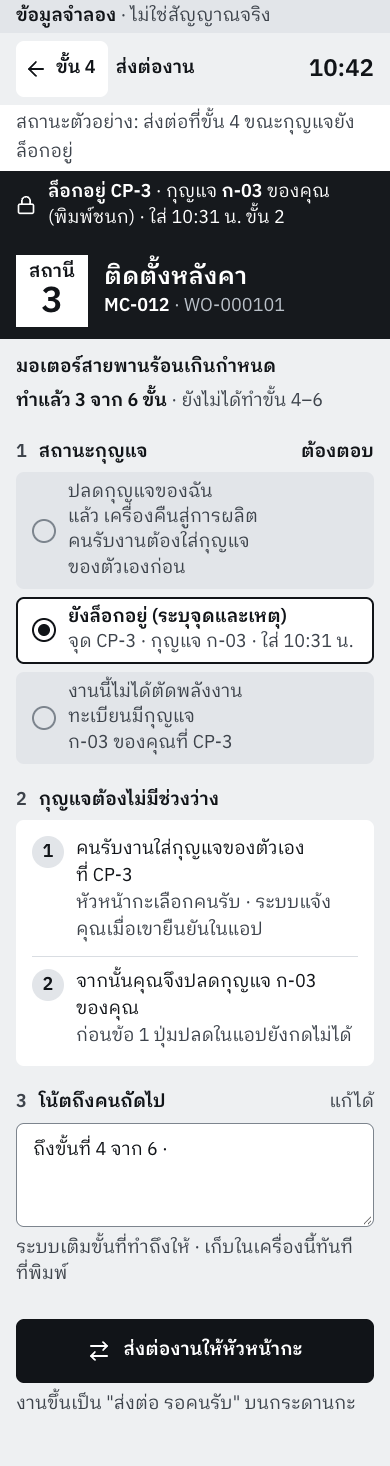 ข้อมูลจำลอง · ไม่ใช่สัญญาณจริง
ขั้น 4 ส่งต่องาน 10:42
สถานะตัวอย่าง: ส่งต่อที่ขั้น 4 ขณะกุญแจยัง
ล็อกอยู่
ล็อกอยู่ CP-3 · กุญแจ ก-03 ของคุณ
(พิมพ์ชนก) · ใส่ 10:31 น. ขั้น 2
สถานี
3
ติดตั้งหลังคา
MC-012 · WO-000101
มอเตอร์สายพานร้อนเกินกำหนด
ทำแล้ว 3 จาก 6 ขั้น · ยังไม่ได้ทำขั้น 4–6
1 สถานะกุญแจ ต้องตอบ
ปลดกุญแจของฉัน
แล้ว เครื่องคืนสู่การผลิต
คนรับงานต้องใส่กุญแจ
ของตัวเองก่อน
ยังล็อกอยู่ (ระบุจุดและเหตุ)
จุด CP-3 · กุญแจ ก-03 · ใส่ 10:31 น.
งานนี้ไม่ได้ตัดพลังงาน
ทะเบียนมีกุญแจ
ก-03 ของคุณที่ CP-3
2 กุญแจต้องไม่มีช่วงว่าง
1 คนรับงานใส่กุญแจของตัวเอง
ที่ CP-3
หัวหน้ากะเลือกคนรับ · ระบบแจ้ง
คุณเมื่อเขายืนยันในแอป
2 จากนั้นคุณจึงปลดกุญแจ ก-03
ของคุณ
ก่อนข้อ 1 ปุ่มปลดในแอปยังกดไม่ได้
3 โน้ตถึงคนถัดไป แก้ได้
ถึงขั้นที่ 4 จาก 6 ·
ระบบเติมขั้นที่ทำถึงให้ · เก็บในเครื่องนี้ทันที
ที่พิมพ์
ส่งต่องานให้หัวหน้ากะ
งานขึ้นเป็น "ส่งต่อ รอคนรับ" บนกระดานกะ